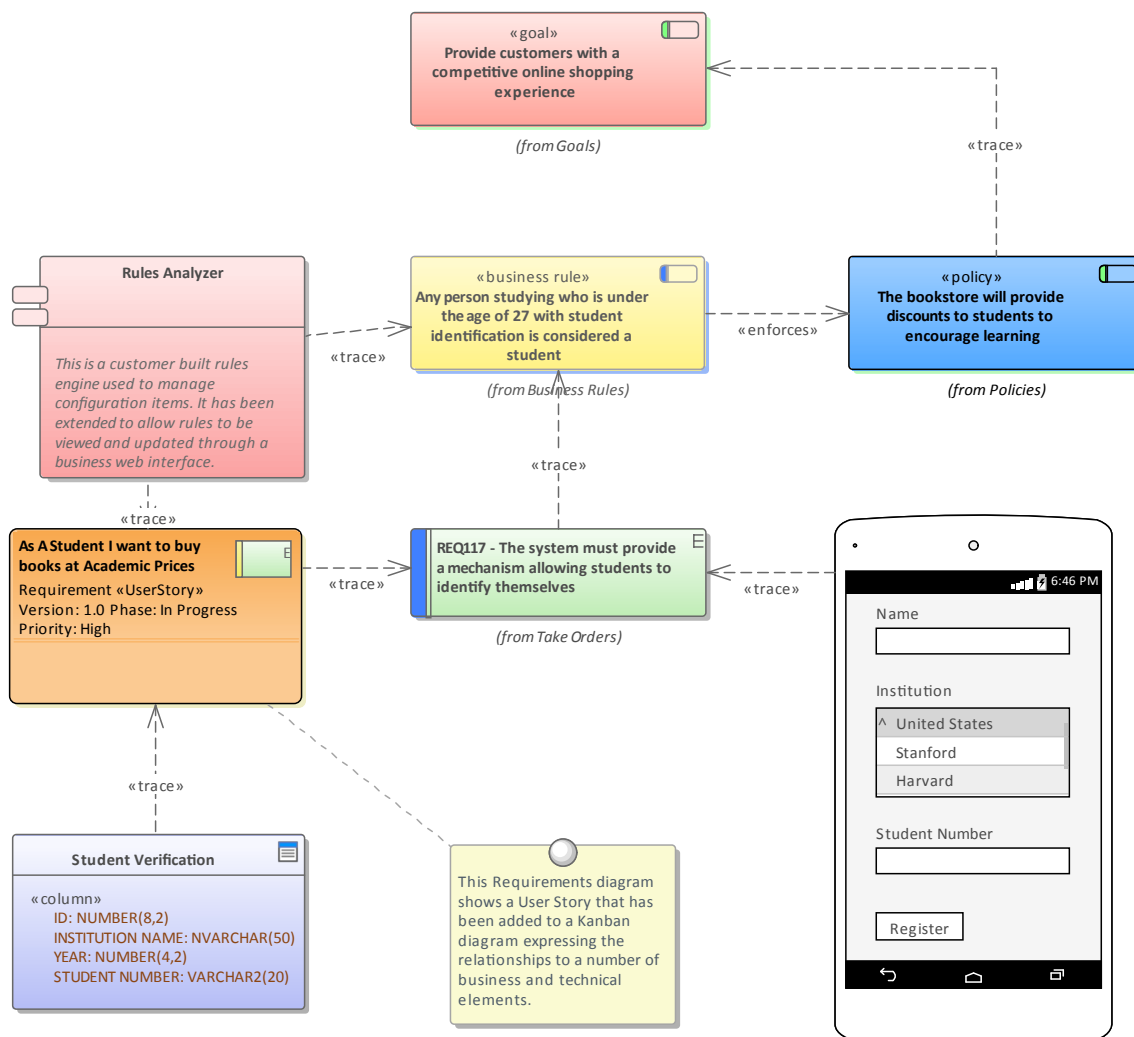 «goal»
Provide customers with a
competitive online shopping
experience
(from Goals)
«trace»
Rules Analyzer
This is a customer built rules
engine used to manage
configuration items. It has been
extended to allow rules to be
viewed and updated through a
business web interface.
«trace»
«business rule»
Any person studying who is under
the age of 27 with student
identification is considered a
student
(from Business Rules)
«enforces»
«policy»
The bookstore will provide
discounts to students to
encourage learning
(from Policies)
«trace»
«trace»
As A Student I want to buy
books at Academic Prices
E
Requirement «UserStory»
Version: 1.0 Phase: In Progress
Priority: High
«trace»
REQ117 - The system must provide
a mechanism allowing students to
identify themselves
E
(from Take Orders)
«trace»
6:46 PM
Name
Institution
^ United States
Stanford
Harvard
Student Number
Register
«trace»
Student Verification
«column»
ID: NUMBER(8,2)
INSTITUTION NAME: NVARCHAR(50)
YEAR: NUMBER(4,2)
STUDENT NUMBER: VARCHAR2(20)
This Requirements diagram
shows a User Story that has
been added to a Kanban
diagram expressing the
relationships to a number of
business and technical
elements.